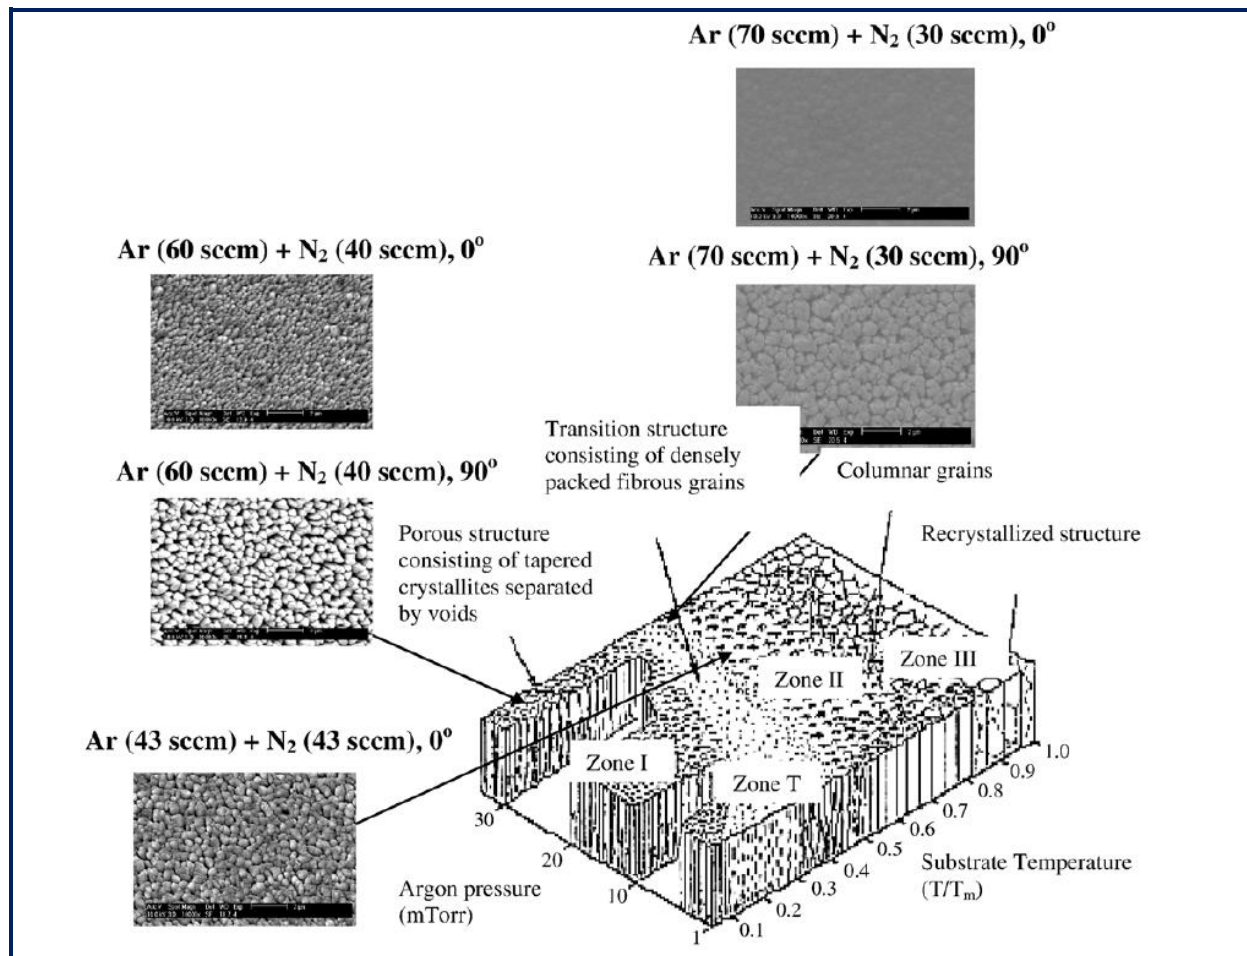 Ar (70 sccm) + N₂ (30 sccm), 0°
Ar (60 sccm) + N₂ (40 sccm), 0°
Ar (70 sccm) + N₂ (30 sccm), 90°
Transition structure
consisting of densely
packed fibrous grains
Columnar grains
Ar (60 sccm) + N₂ (40 sccm), 90°
Porous structure
consisting of tapered
crystallites separated
by voids
Recrystallized structure
Zone III
Zone II
Ar (43 sccm) + N₂ (43 sccm), 0°
Zone I
Zone T
30
20
10
1
Argon pressure
(mTorr)
0.1
0.2
0.3
0.4
0.5
0.6
0.7
0.8
0.9
1.0
Substrate Temperature
(T/Tₘ)